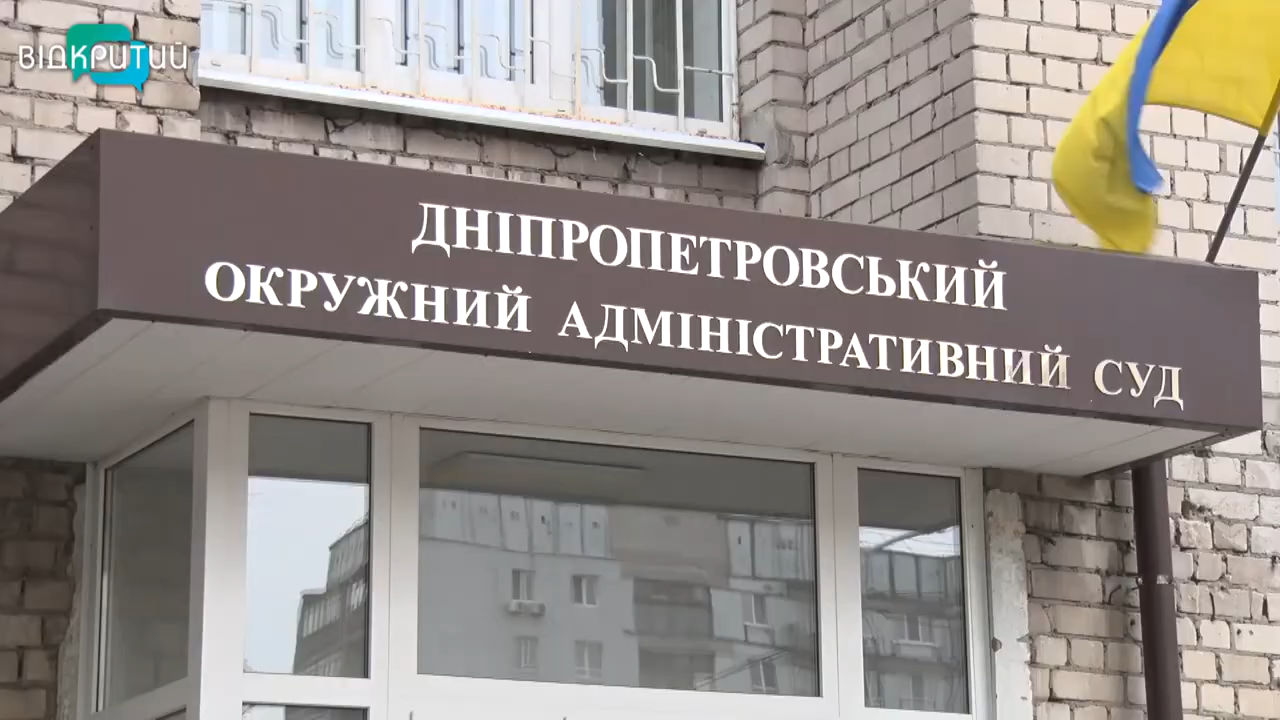 ВІДКРИТИЙ
ДНІПРОПЕТРОВСЬКИЙ
ОКРУЖНИЙ АДМІНІСТРАТИВНИЙ СУД